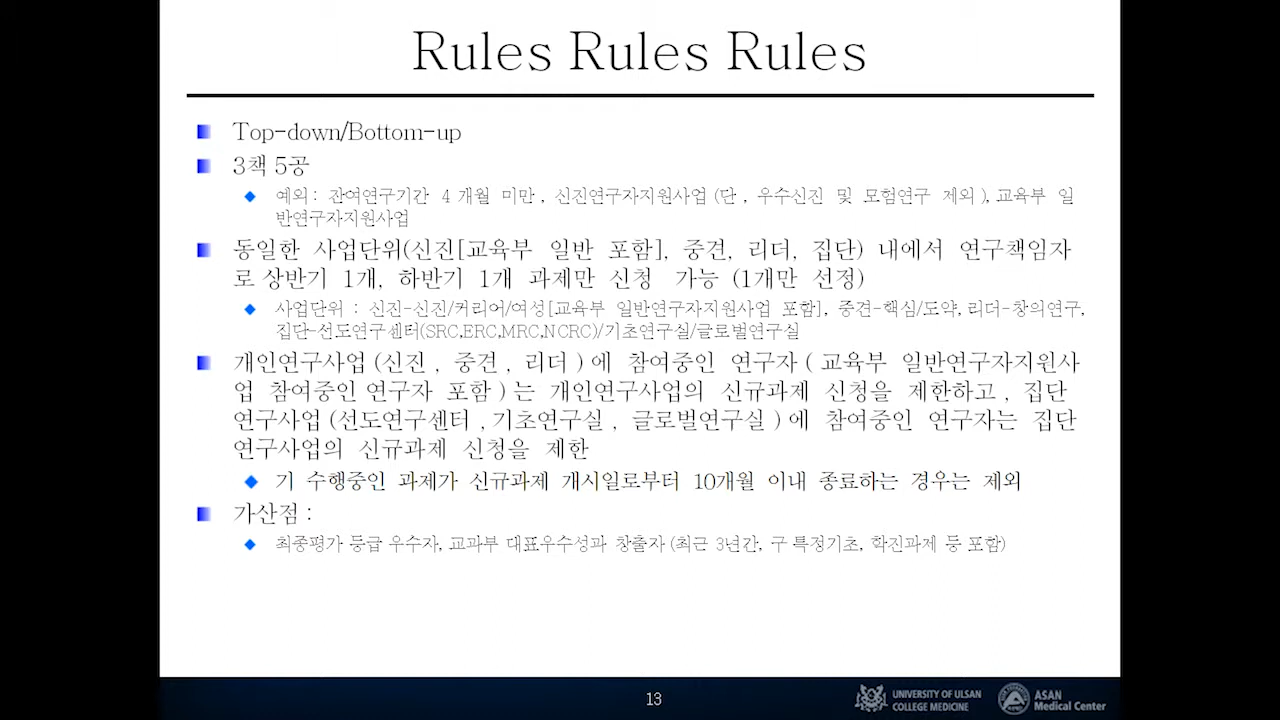 Rules Rules Rules
Top-down/Bottom-up
3책 5공
예외 : 잔여연구기간 4 개월 미만 , 신진연구자지원사업 (단 , 우수신진 및 모험연구 제외 ), 교육부 일
반연구자지원사업
동일한 사업단위(신진[교육부 일반 포함], 중견, 리더, 집단) 내에서 연구책임자
로 상반기 1개, 하반기 1개 과제만 신청 가능 (1개만 선정)
사업단위 : 신진-신진/커리어/여성[교육부 일반연구자지원사업 포함], 중견-핵심/도약, 리더-창의연구,
집단-선도연구센터(SRC,ERC,MRC,NCRC)/기초연구실/글로벌연구실
개인연구사업 (신진 , 중견 , 리더 ) 에 참여중인 연구자 ( 교육부 일반연구자지원사
업 참여중인 연구자 포함 ) 는 개인연구사업의 신규과제 신청을 제한하고 , 집단
연구사업 (선도연구센터 , 기초연구실 , 글로벌연구실 ) 에 참여중인 연구자는 집단
연구사업의 신규과제 신청을 제한
기 수행중인 과제가 신규과제 개시일로부터 10개월 이내 종료하는 경우는 제외
가산점 :
최종평가 등급 우수자, 교과부 대표우수성과 창출자 (최근 3년간, 구 특정기초, 학진과제 등 포함)
13
UNIVERSITY OF ULSAN
COLLEGE MEDICINE
ASAN
Medical Center